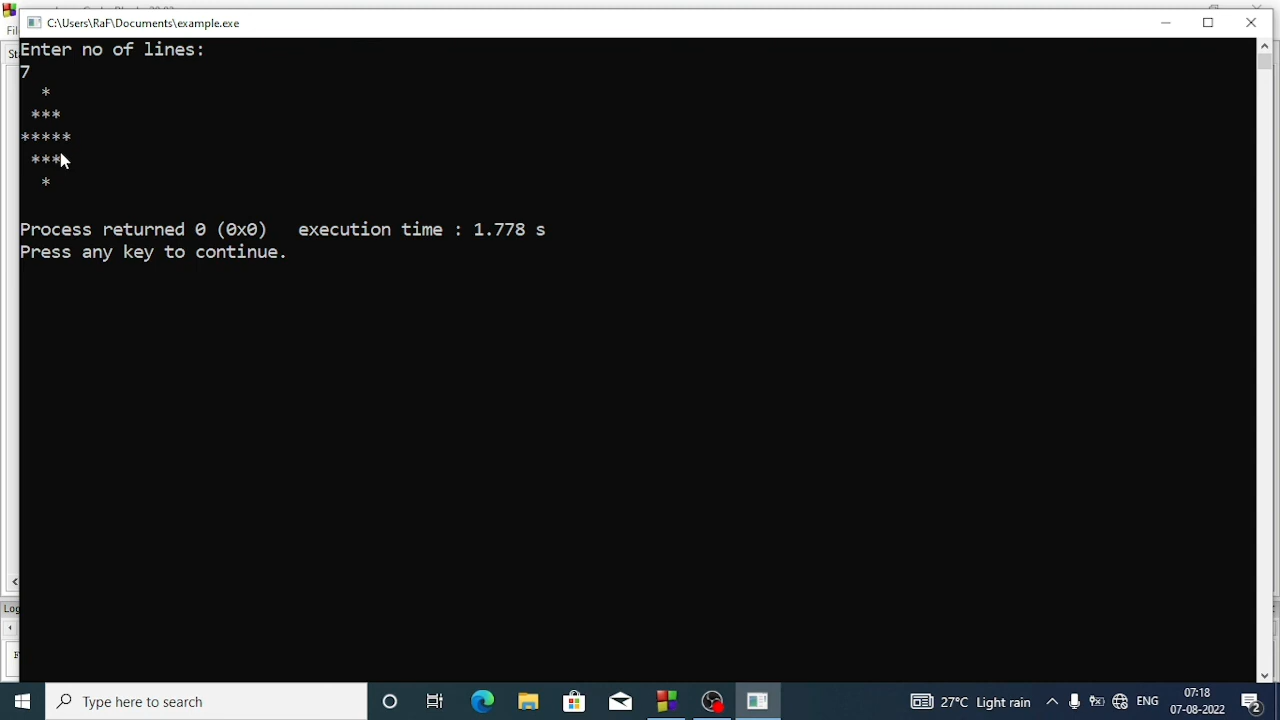 C:\Users\RaF\Documents\example.exe
Enter no of lines:
7
  *
 ***
*****
 ***
  *
Process returned 0 (0x0)   execution time : 1.778 s
Press any key to continue.
Type here to search
27°C Light rain
ENG
07:18
07-08-2022
2